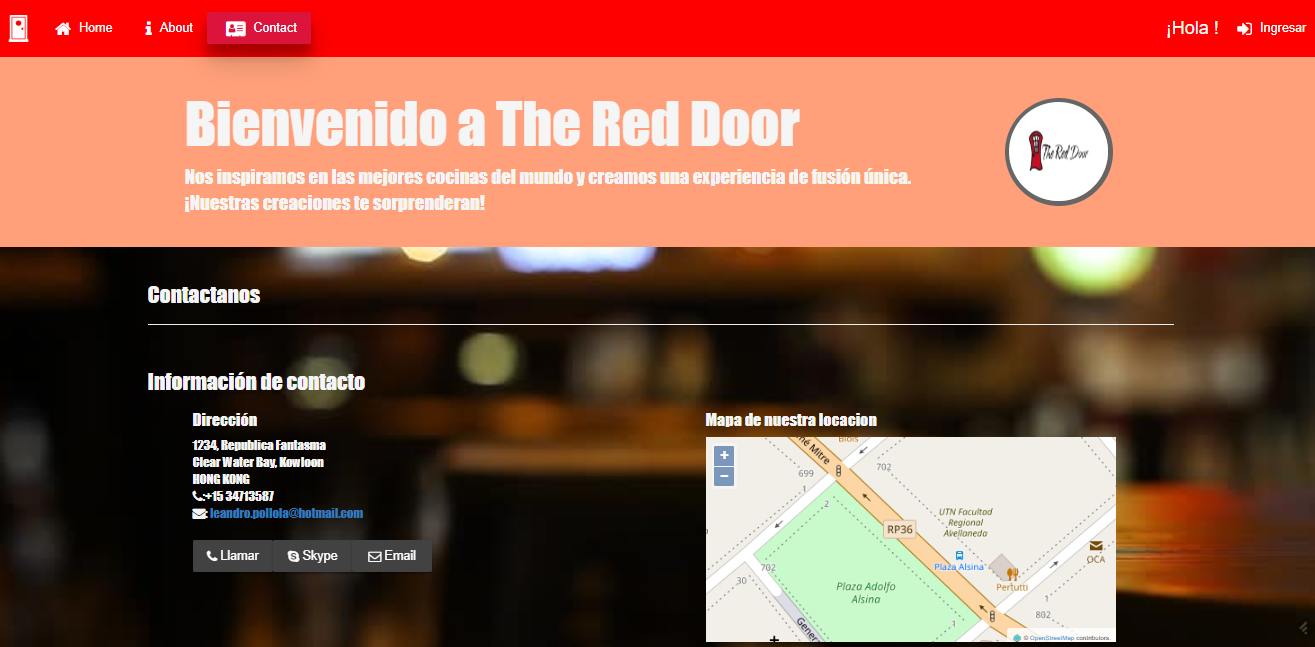 Home
About
Contact
¡Hola !
Ingresar
Bienvenido a The Red Door
The Red Door
Nos inspiramos en las mejores cocinas del mundo y creamos una experiencia de fusión única.
¡Nuestras creaciones te sorprenderan!
Contactanos
Información de contacto
Dirección
1234, Republica Fantasma
Clear Water Bay, Kowloon
HONG KONG
:+15 34713587
: leandro.pollola@hotmail.com
Llamar
Skype
Email
Mapa de nuestra locacion
+
−
né Mitre
Blois
702
699
1
2
UTN Facultad
Regional
Avellaneda
RP36
Plaza Alsina
OCA
Pertutti
702
30
Plaza Adolfo
Alsina
1
802
1
Gener
© OpenStreetMap contributors.